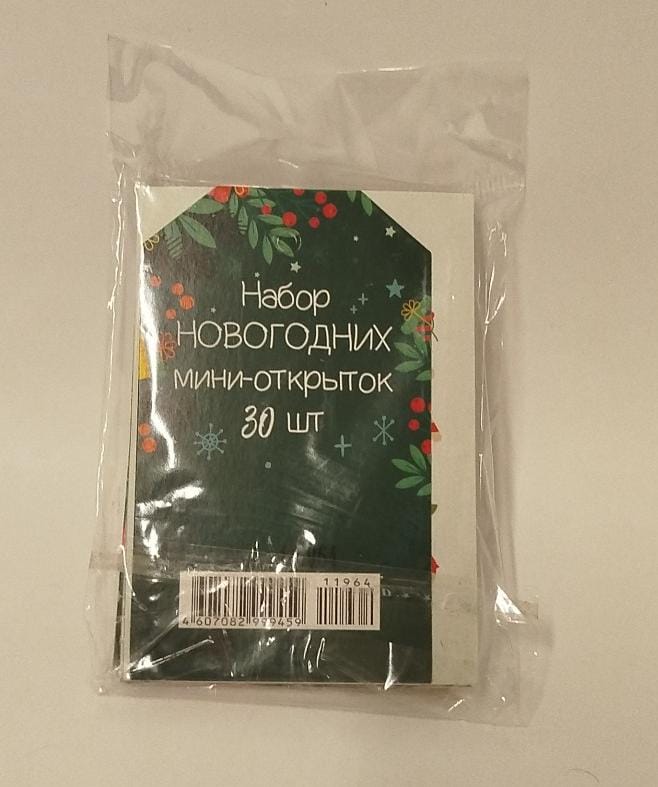 Набор
НОВОГОДНИХ
мини-открыток
30 шт
11964
4 607082 999459